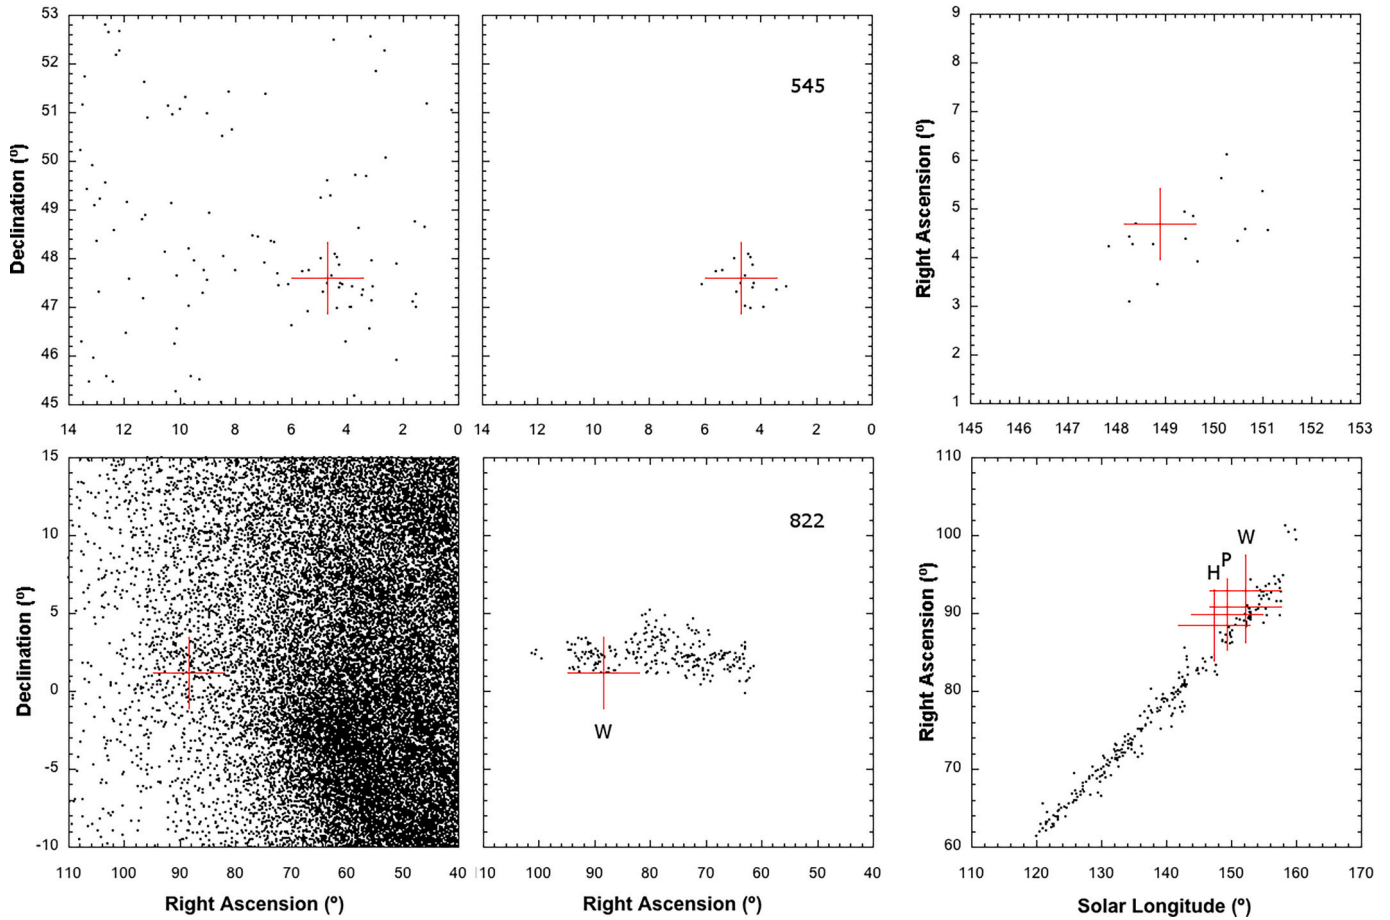 53
52
51
50
49
48
47
46
45
Declination (º)
14 12 10 8 6 4 2 0
545
14 12 10 8 6 4 2 0
9
8
7
6
5
4
3
2
1
Right Ascension (º)
145 146 147 148 149 150 151 152 153
15
10
5
0
-5
-10
Declination (º)
110 100 90 80 70 60 50 40
Right Ascension (º)
822
W
110 100 90 80 70 60 50 40
Right Ascension (º)
110
100
90
80
70
60
Right Ascension (º)
H P W
110 120 130 140 150 160 170
Solar Longitude (º)